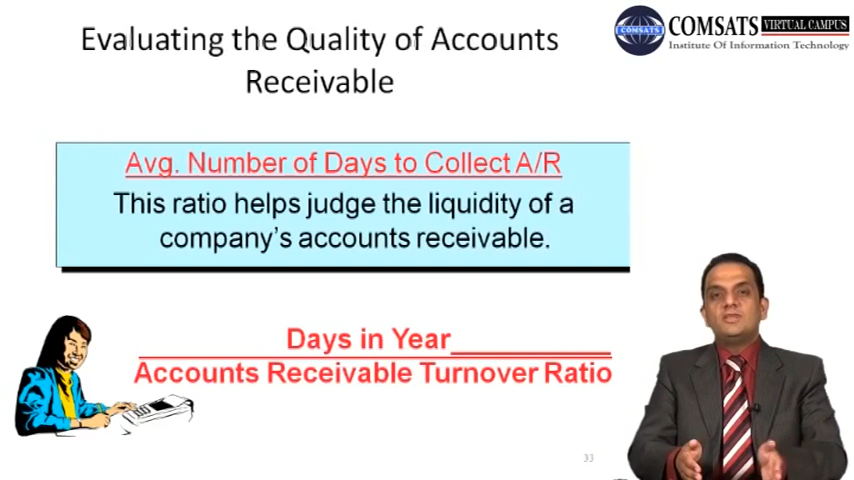 Evaluating the Quality of Accounts
Receivable
COMSATS
COMSATS VIRTUAL CAMPUS
Institute Of Information Technology
Avg. Number of Days to Collect A/R
This ratio helps judge the liquidity of a
company's accounts receivable.
Days in Year
Accounts Receivable Turnover Ratio
33